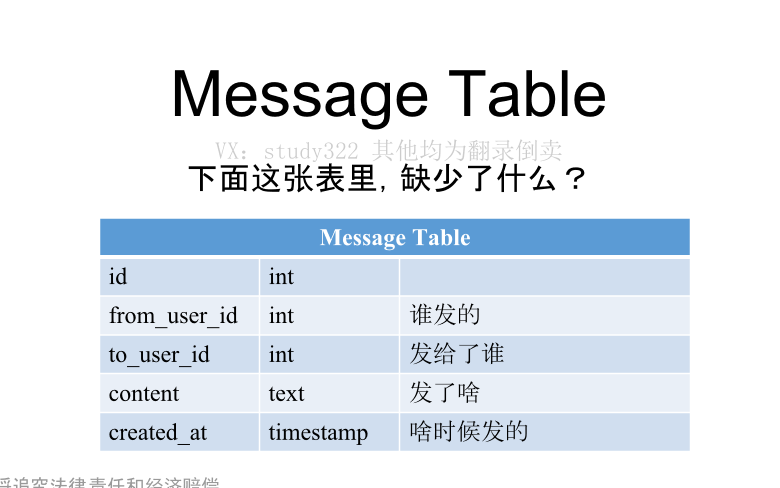 Message Table
VX: study322 其他均为翻录倒卖
下面这张表里，缺少了什么？
Message Table
id int
from_user_id int 谁发的
to_user_id int 发给了谁
content text 发了啥
created_at timestamp 啥时候发的
将追究法律责任和经济赔偿